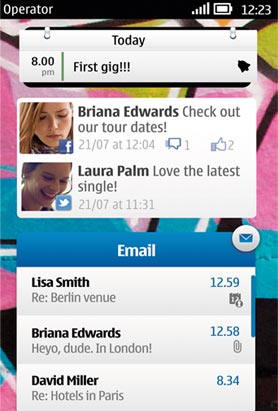 Operator 12:23
Today
8.00
pm
First gig!!!
Briana Edwards Check out
our tour dates!
21/07 at 12:04 1 2
Laura Palm Love the latest
single!
21/07 at 11:31
Email
Lisa Smith 12.59
Re: Berlin venue
Briana Edwards 12.58
Heyo, dude. In London!
David Miller 8.34
Re: Hotels in Paris